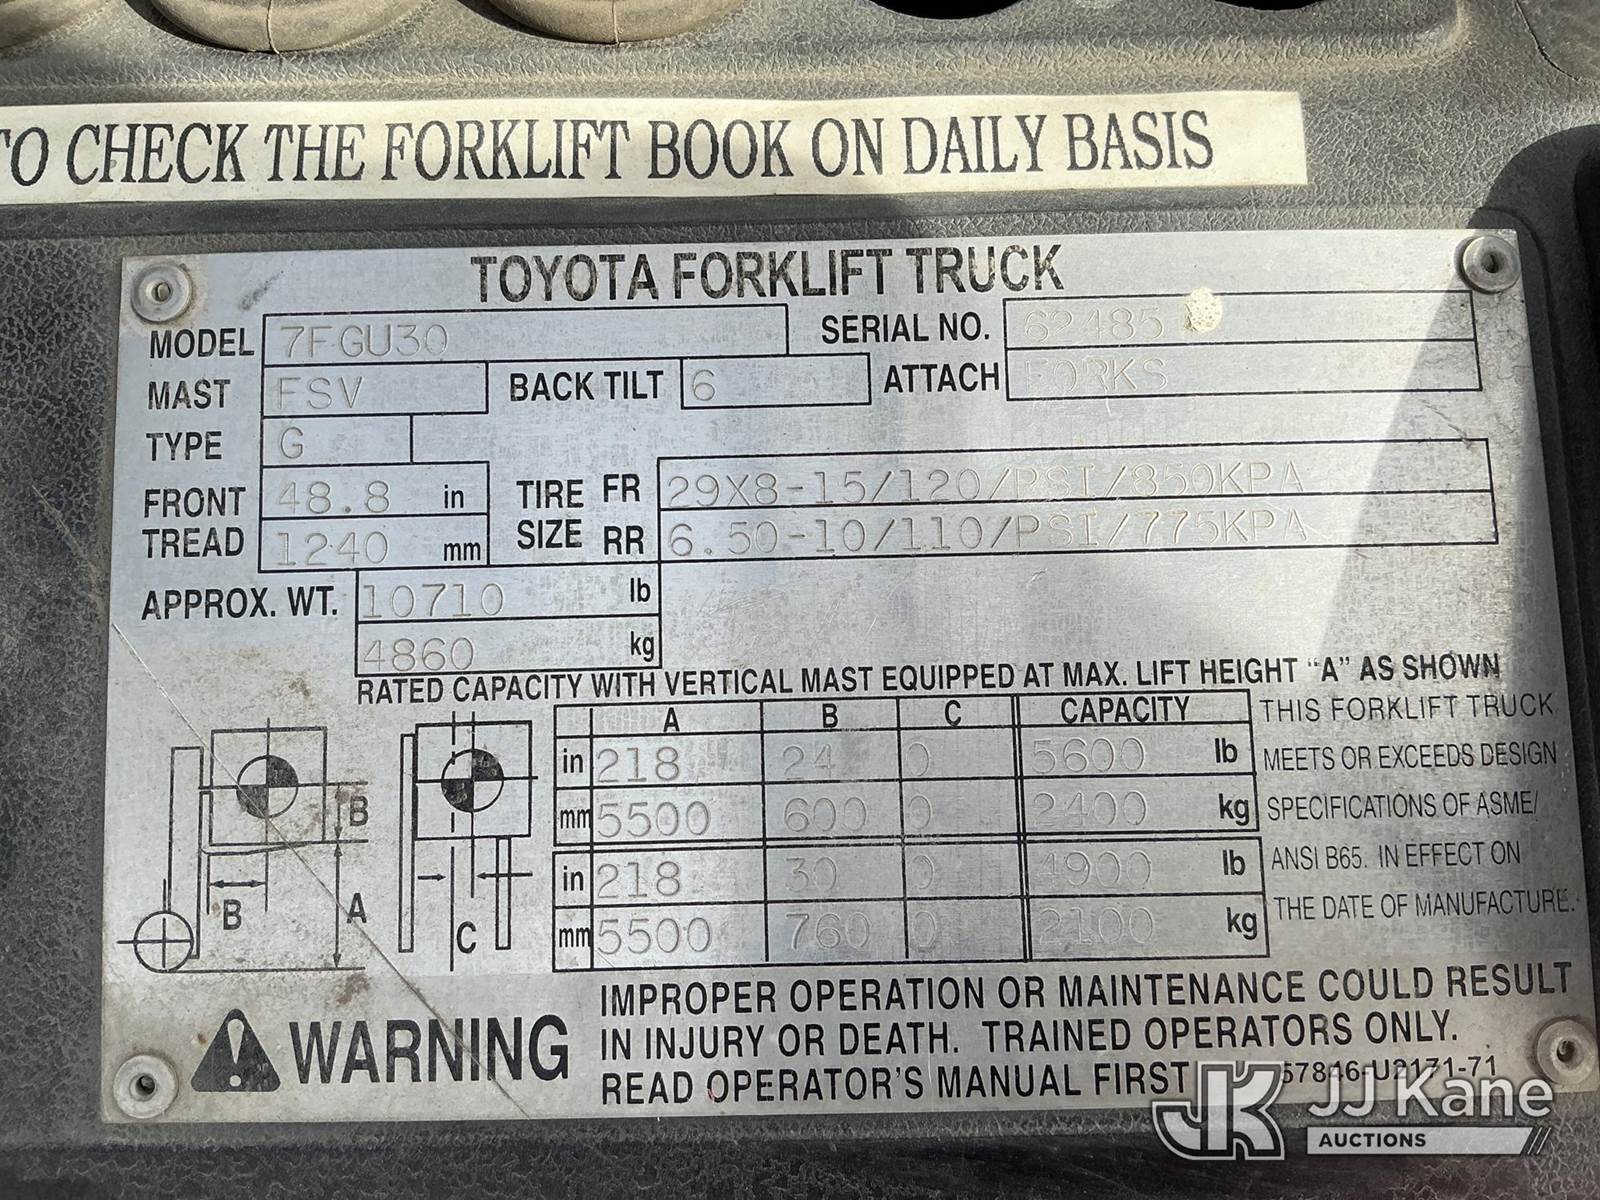 TO CHECK THE FORKLIFT BOOK ON DAILY BASIS
TOYOTA FORKLIFT TRUCK
MODEL 7FGU30 SERIAL NO. 62485
MAST FSV BACK TILT 6 ATTACH FORKS
TYPE G
FRONT TREAD 48.8 in
1240 mm
TIRE SIZE FR 29X8-15/120/PSI/850KPA
RR 6.50-10/110/PSI/775KPA
APPROX. WT. 10710 lb
4860 kg
RATED CAPACITY WITH VERTICAL MAST EQUIPPED AT MAX. LIFT HEIGHT "A" AS SHOWN
A B C CAPACITY
in 218 24 0 5600 lb
mm 5500 600 0 2400 kg
in 218 30 0 4900 lb
mm 5500 760 0 2100 kg
B
B
A
C
THIS FORKLIFT TRUCK
MEETS OR EXCEEDS DESIGN
SPECIFICATIONS OF ASME/
ANSI B65. IN EFFECT ON
THE DATE OF MANUFACTURE.
WARNING
IMPROPER OPERATION OR MAINTENANCE COULD RESULT
IN INJURY OR DEATH. TRAINED OPERATORS ONLY.
READ OPERATOR'S MANUAL FIRST
57846-U2171-71
JK JJ Kane
AUCTIONS